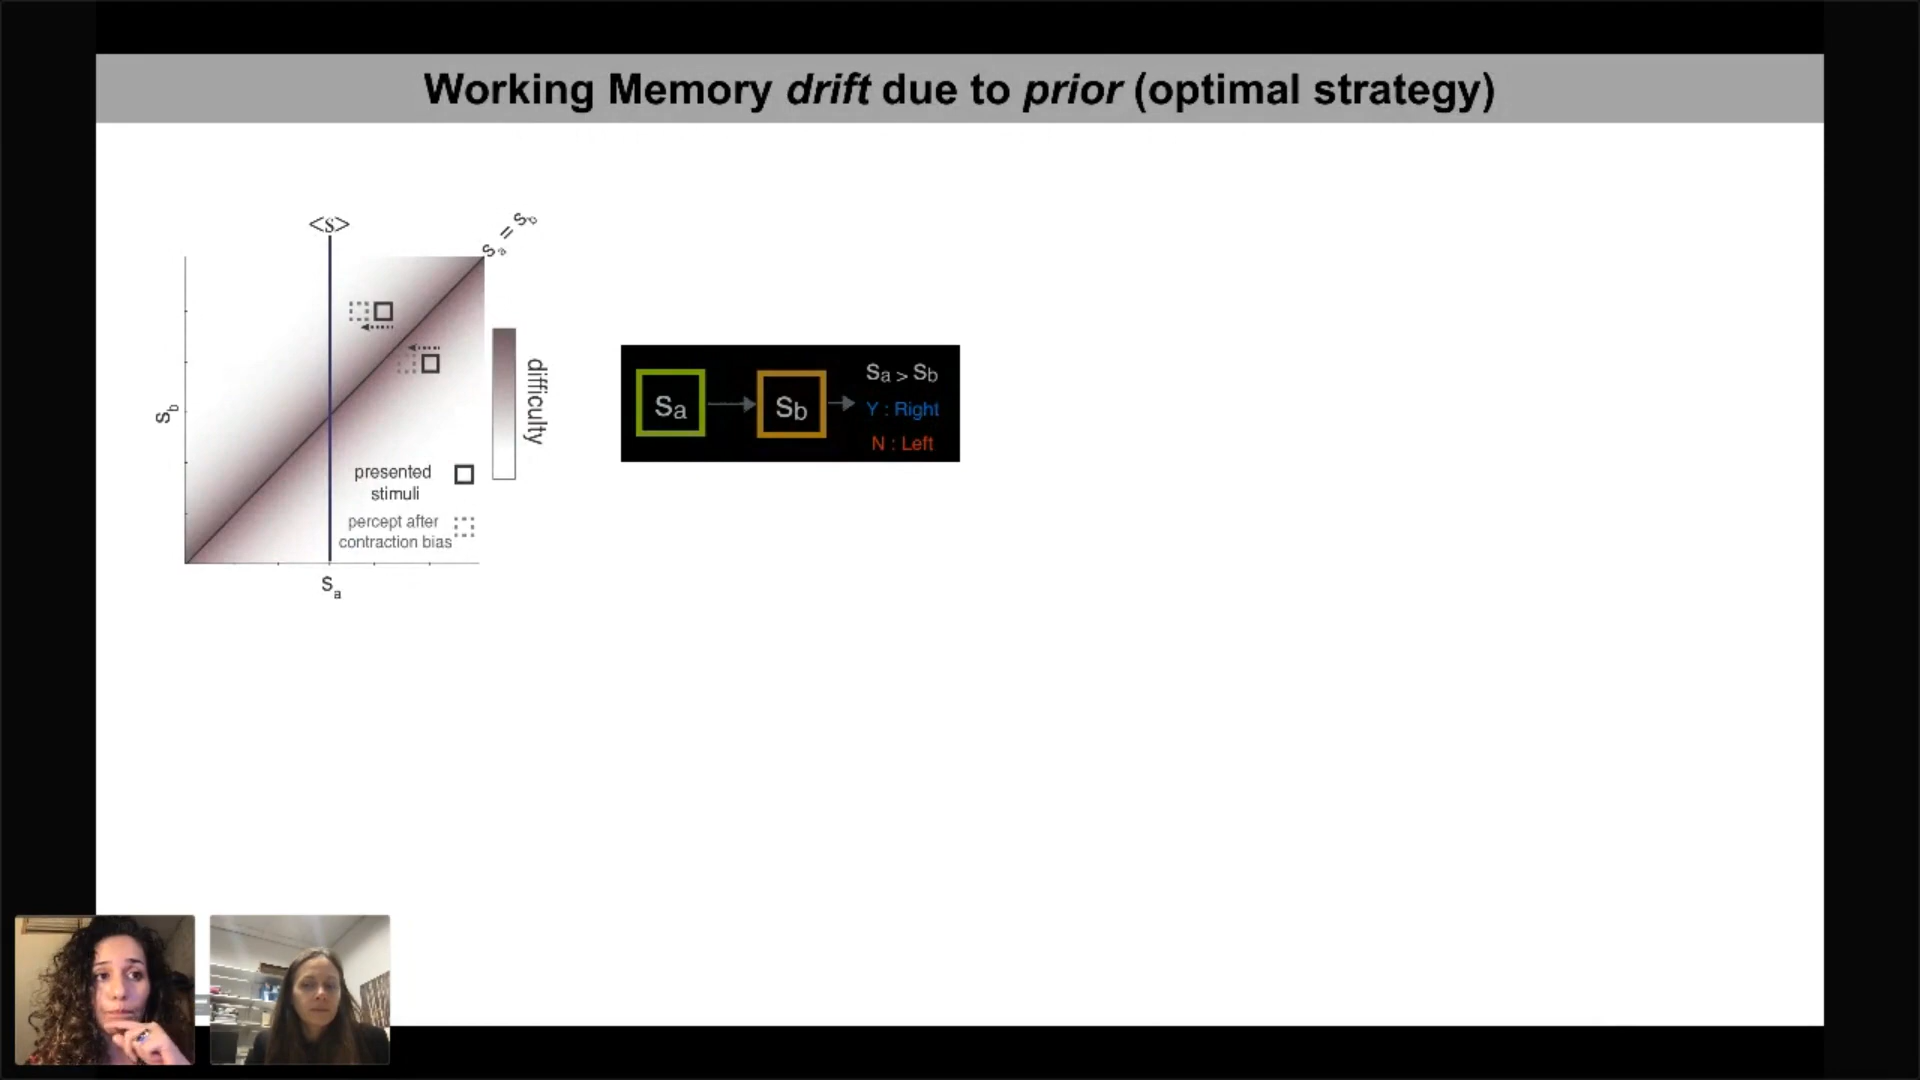 Working Memory drift due to prior (optimal strategy)
<s>
sa = sb
sb
difficulty
presented
stimuli
percept after
contraction bias
sa
Sa
Sb
Sa > Sb
Y : Right
N : Left